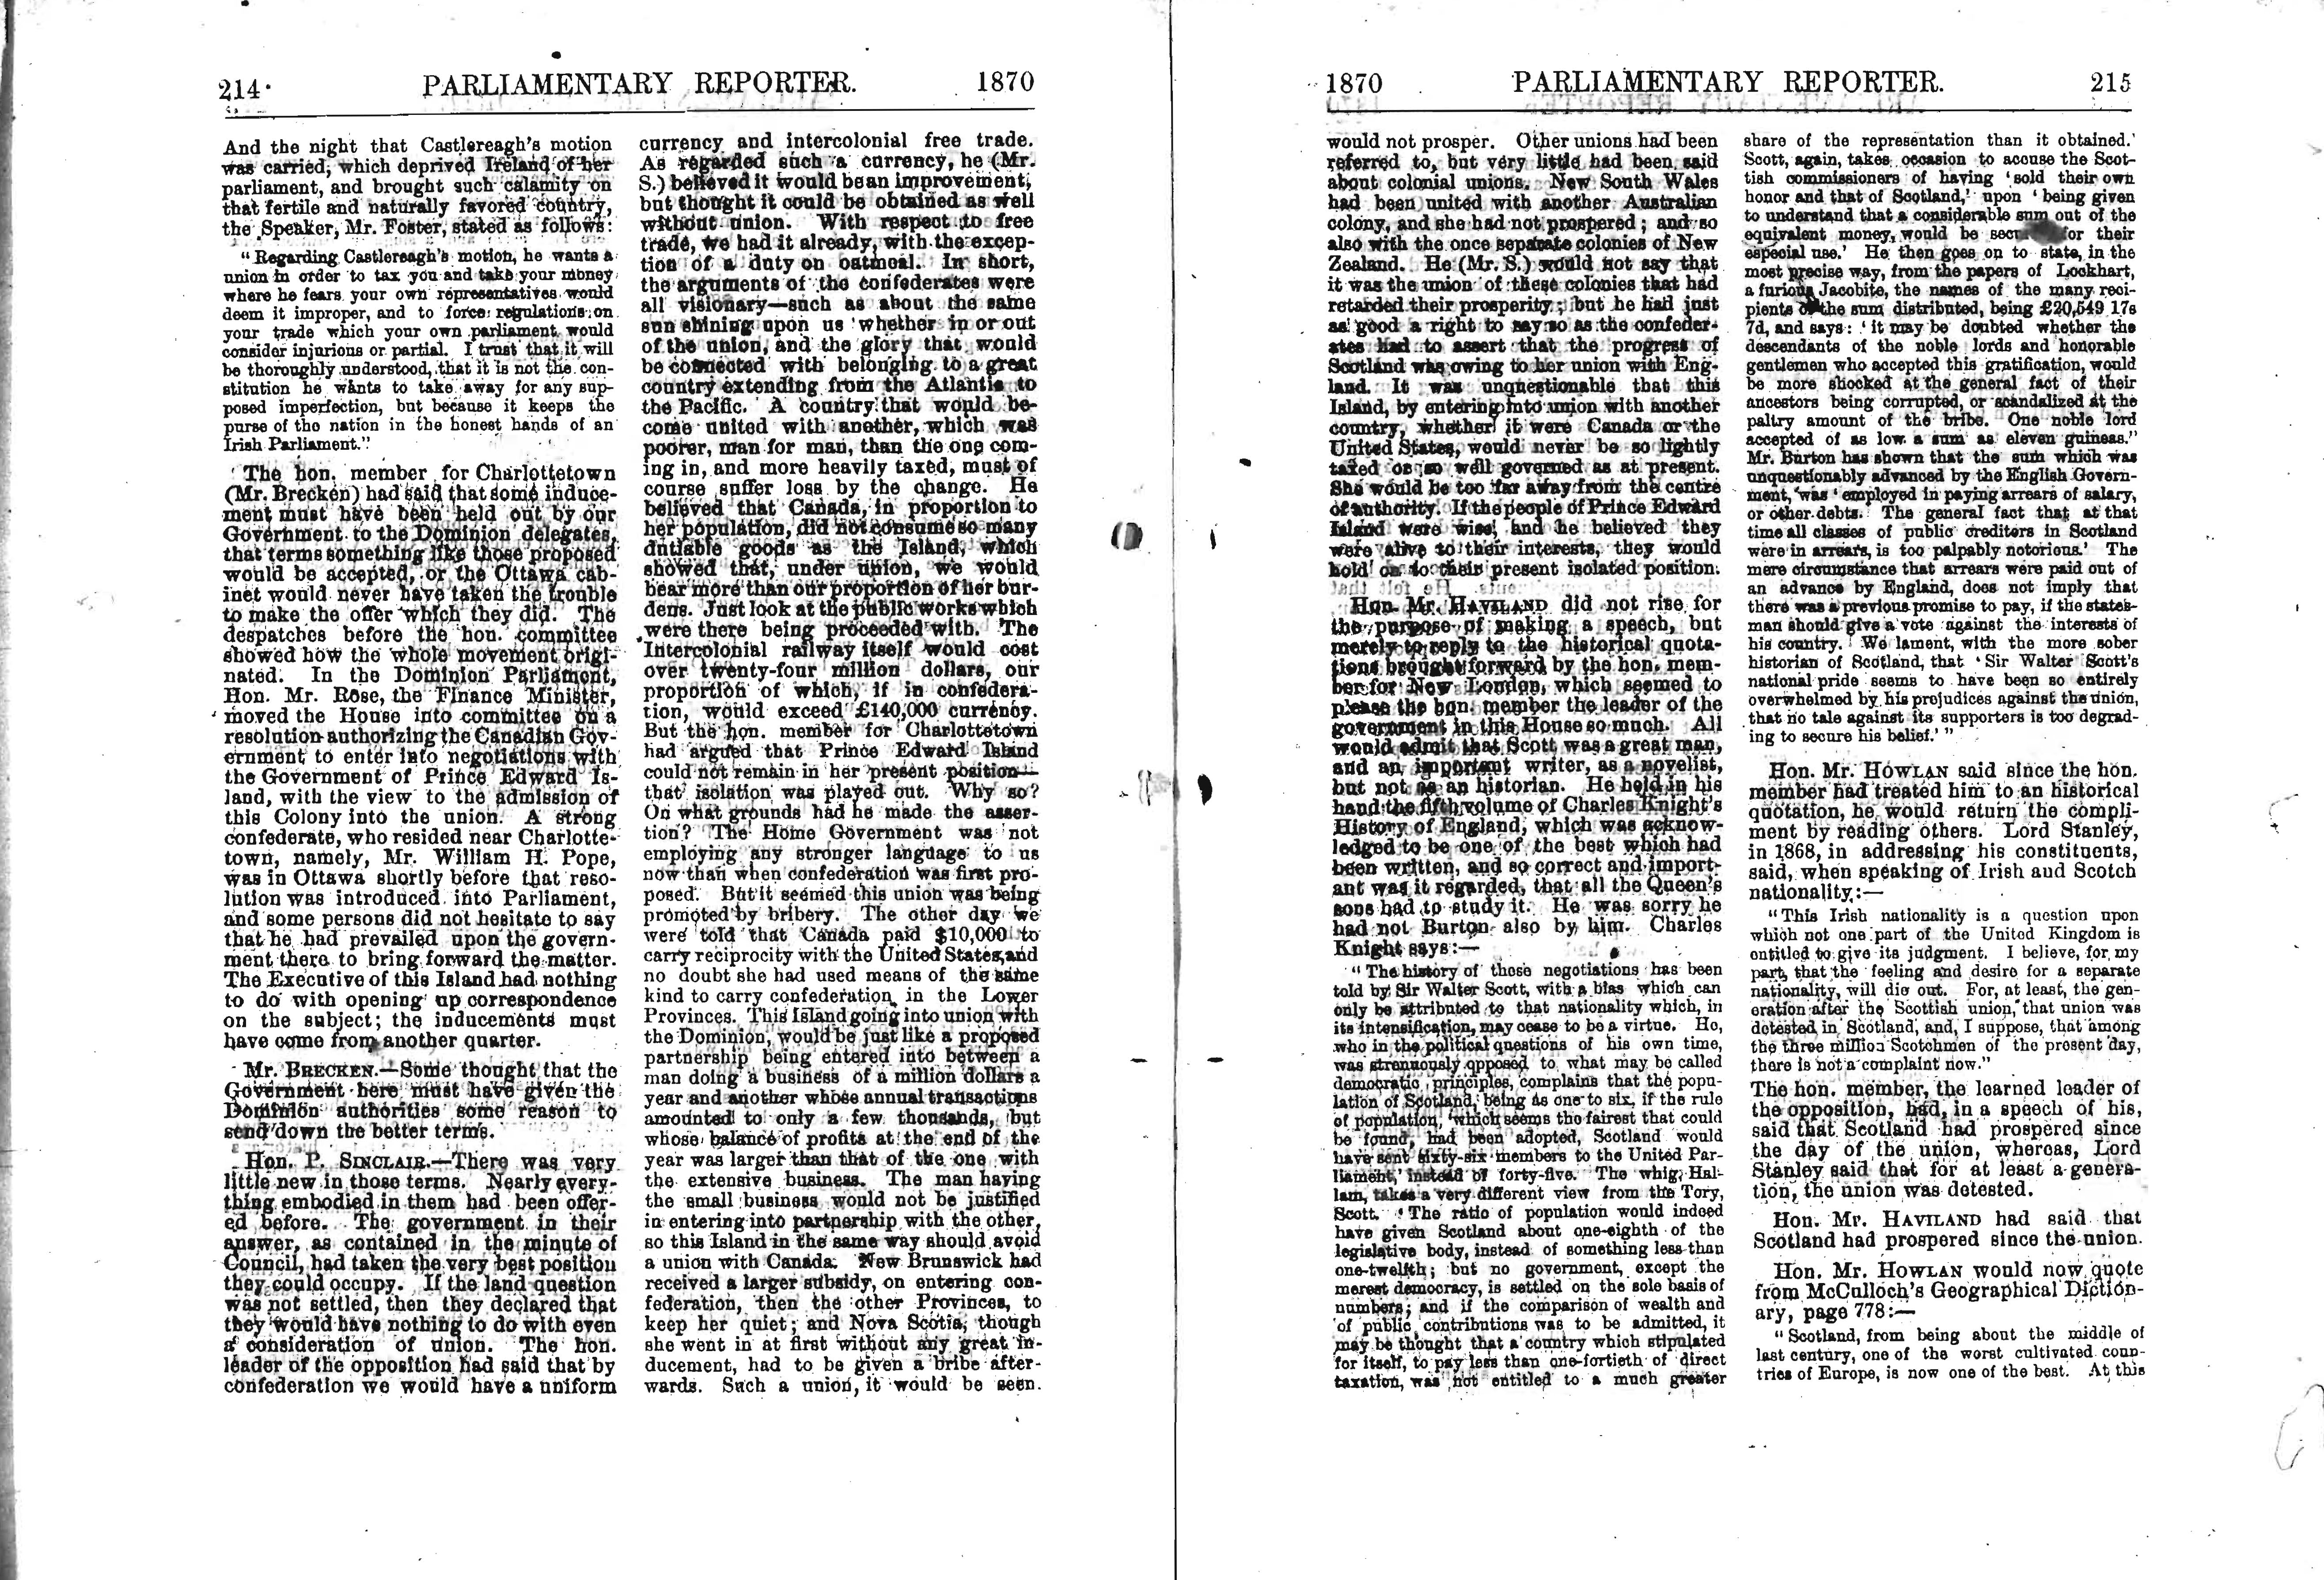 214
PARLIAMENTARY REPORTER.
1870
And the night that Castlereagh's motion
was carried, which deprived Ireland of her
parliament, and brought such calamity on
that fertile and naturally favored country,
the Speaker, Mr. Foster, stated as follows:
"Regarding Castlereagh's motion, he wants a
union in order to tax you and take your money
where he fears your own representatives would
deem it improper, and to force regulations on
your trade which your own parliament would
consider injurious or partial. I trust that it will
be thoroughly understood, that it is not the con-
stitution he wants to take away for any sup-
posed imperfection, but because it keeps the
purse of the nation in the honest hands of an
Irish Parliament."
The hon. member for Charlottetown
(Mr. Brecken) had said that some induce-
ment must have been held out by our
Government to the Dominion delegates,
that terms something like those proposed
would be accepted, or the Ottawa cab-
inet would never have taken the trouble
to make the offer which they did. The
despatches before the hon. committee
showed how the whole movement origi-
nated. In the Dominion Parliament,
Hon. Mr. Rose, the Finance Minister,
moved the House into committee on a
resolution authorizing the Canadian Gov-
ernment to enter into negotiations with
the Government of Prince Edward Is-
land, with the view to the admission of
this Colony into the union. A strong
confederate, who resided near Charlotte-
town, namely, Mr. William H. Pope,
was in Ottawa shortly before that reso-
lution was introduced into Parliament,
and some persons did not hesitate to say
that he had prevailed upon the govern-
ment there to bring forward the matter.
The Executive of this Island had nothing
to do with opening up correspondence
on the subject; the inducements must
have come from another quarter.
Mr. BRECKEN.—Some thought that the
Government here must have given the
Dominion authorities some reason to
send down the better terms.
Hon. P. SINCLAIR.—There was very
little new in those terms. Nearly every-
thing embodied in them had been offer-
ed before. The government in their
answer, as contained in the minute of
Council, had taken the very best position
they could occupy. If the land question
was not settled, then they declared that
they would have nothing to do with even
a consideration of union. The hon.
leader of the opposition had said that by
confederation we would have a uniform
currency and intercolonial free trade.
As regarded such a currency, he (Mr.
S.) believed it would be an improvement,
but thought it could be obtained as well
without union. With respect to free
trade, we had it already, with the excep-
tion of a duty on oatmeal. In short,
the arguments of the confederates were
all visionary—such as about the same
sun shining upon us whether in or out
of the union, and the glory that would
be connected with belonging to a great
country extending from the Atlantic to
the Pacific. A country that would be-
come united with another, which was
poorer, man for man, than the one com-
ing in, and more heavily taxed, must of
course suffer loss by the change. He
believed that Canada, in proportion to
her population, did not consume so many
dutiable goods as the Island, which
showed that, under union, we would
bear more than our proportion of her bur-
dens. Just look at the public works which
were there being proceeded with. The
Intercolonial railway itself would cost
over twenty-four million dollars, our
proportion of which, if in confedera-
tion, would exceed £140,000 currency.
But the hon. member for Charlottetown
had argued that Prince Edward Island
could not remain in her present position—
that isolation was played out. Why so?
On what grounds had he made the asser-
tion? The Home Government was not
employing any stronger language to us
now than when confederation was first pro-
posed. But it seemed this union was being
promoted by bribery. The other day we
were told that Canada paid $10,000 to
carry reciprocity with the United States, and
no doubt she had used means of the same
kind to carry confederation in the Lower
Provinces. This Island going into union with
the Dominion, would be just like a proposed
partnership being entered into between a
man doing a business of a million dollars a
year and another whose annual transactions
amounted to only a few thousands, but
whose balance of profits at the end of the
year was larger than that of the one with
the extensive business. The man having
the small business would not be justified
in entering into partnership with the other,
so this Island in the same way should avoid
a union with Canada. New Brunswick had
received a larger subsidy, on entering con-
federation, then the other Provinces, to
keep her quiet; and Nova Scotia, though
she went in at first without any great in-
ducement, had to be given a bribe after-
wards. Such a union, it would be seen.
1870
PARLIAMENTARY REPORTER.
215
would not prosper. Other unions had been
referred to, but very little had been said
about colonial unions. New South Wales
had been united with another Australian
colony, and she had not prospered; and so
also with the once separate colonies of New
Zealand. He (Mr. S.) would not say that
it was the union of these colonies that had
retarded their prosperity; but he had just
as good a right to say so as the confeder-
ates had to assert that the progress of
Scotland was owing to her union with Eng-
land. It was unquestionable that this
Island, by entering into union with another
country, whether it were Canada or the
United States, would never be so lightly
taxed or so well governed as at present.
She would be too far away from the centre
of authority. If the people of Prince Edward
Island were wise, and he believed they
were alive to their interests, they would
hold on to their present isolated position.
Hon. Mr. HAVILAND did not rise for
the purpose of making a speech, but
merely to reply to the historical quota-
tions brought forward by the hon. mem-
ber for New London, which seemed to
please the hon. member the leader of the
government in this House so much. All
would admit that Scott was a great man,
and an important writer, as a novelist,
but not as an historian. He held in his
hand the fifth volume of Charles Knight's
History of England, which was acknow-
ledged to be one of the best which had
been written, and so correct and import-
ant was it regarded, that all the Queen's
sons had to study it. He was sorry he
had not Burton also by him. Charles
Knight says:—
"The history of those negotiations has been
told by Sir Walter Scott, with a bias which can
only be attributed to that nationality which, in
its intensification, may cease to be a virtue. He,
who in the political questions of his own time,
was strenuously opposed to what may be called
democratic principles, complains that the popu-
lation of Scotland, being as one to six, if the rule
of population, 'which seems the fairest that could
be found, had been adopted, Scotland would
have sent sixty-six members to the United Par-
liament, instead of forty-five. The whig, Hal-
lam, takes a very different view from the Tory,
Scott. 'The ratio of population would indeed
have given Scotland about one-eighth of the
legislative body, instead of something less than
one-twelfth; but no government, except the
merest democracy, is settled on the sole basis of
numbers; and if the comparison of wealth and
of public contributions was to be admitted, it
may be thought that a country which stipulated
for itself, to pay less than one-fortieth of direct
taxation, was not entitled to a much greater
share of the representation than it obtained.'
Scott, again, takes occasion to accuse the Scot-
tish commissioners of having 'sold their own
honor and that of Scotland,' upon 'being given
to understand that a considerable sum out of the
equivalent money, would be for their
especial use.' He then goes on to state, in the
most precise way, from the papers of Lockhart,
a furious Jacobite, the names of the many reci-
pients of the sum distributed, being £20,549 17s
7d, and says: 'it may be doubted whether the
descendants of the noble lords and honorable
gentlemen who accepted this gratification, would
be more shocked at the general fact of their
ancestors being corrupted, or scandalized at the
paltry amount of the bribe. One noble lord
accepted of as low a sum as eleven guineas."
Mr. Burton has shown that the sum which was
unquestionably advanced by the English Govern-
ment, 'was' employed in paying arrears of salary,
or other debts. The general fact that at that
time all classes of public creditors in Scotland
were in arrears, is too palpably notorious.' The
mere circumstance that arrears were paid out of
an advance by England, does not imply that
there was a previous promise to pay, if the states-
man should give a vote against the interests of
his country. We lament, with the more sober
historian of Scotland, that 'Sir Walter Scott's
national pride seems to have been so entirely
overwhelmed by his prejudices against the union,
that no tale against its supporters is too degrad-
ing to secure his belief.'"
Hon. Mr. HOWLAN said since the hon.
member had treated him to an historical
quotation, he would return the compli-
ment by reading others. Lord Stanley,
in 1868, in addressing his constituents,
said, when speaking of Irish aud Scotch
nationality:—
"This Irish nationality is a question upon
which not one part of the United Kingdom is
entitled to give its judgment. I believe, for my
part, that the feeling and desire for a separate
nationality, will die out. For, at least, the gen-
eration after the Scottish union, that union was
detested in Scotland, and, I suppose, that among
the three million Scotchmen of the present day,
there is not a complaint now."
The hon. member, the learned leader of
the opposition, had, in a speech of his,
said that Scotland had prospered since
the day of the union, whereas, Lord
Stanley said that for at least a genera-
tion, the union was detested.
Hon. Mr. HAVILAND had said that
Scotland had prospered since the union.
Hon. Mr. HOWLAN would now quote
from McCulloch's Geographical Diction-
ary, page 778:—
"Scotland, from being about the middle of
last century, one of the worst cultivated coun-
tries of Europe, is now one of the best. At this